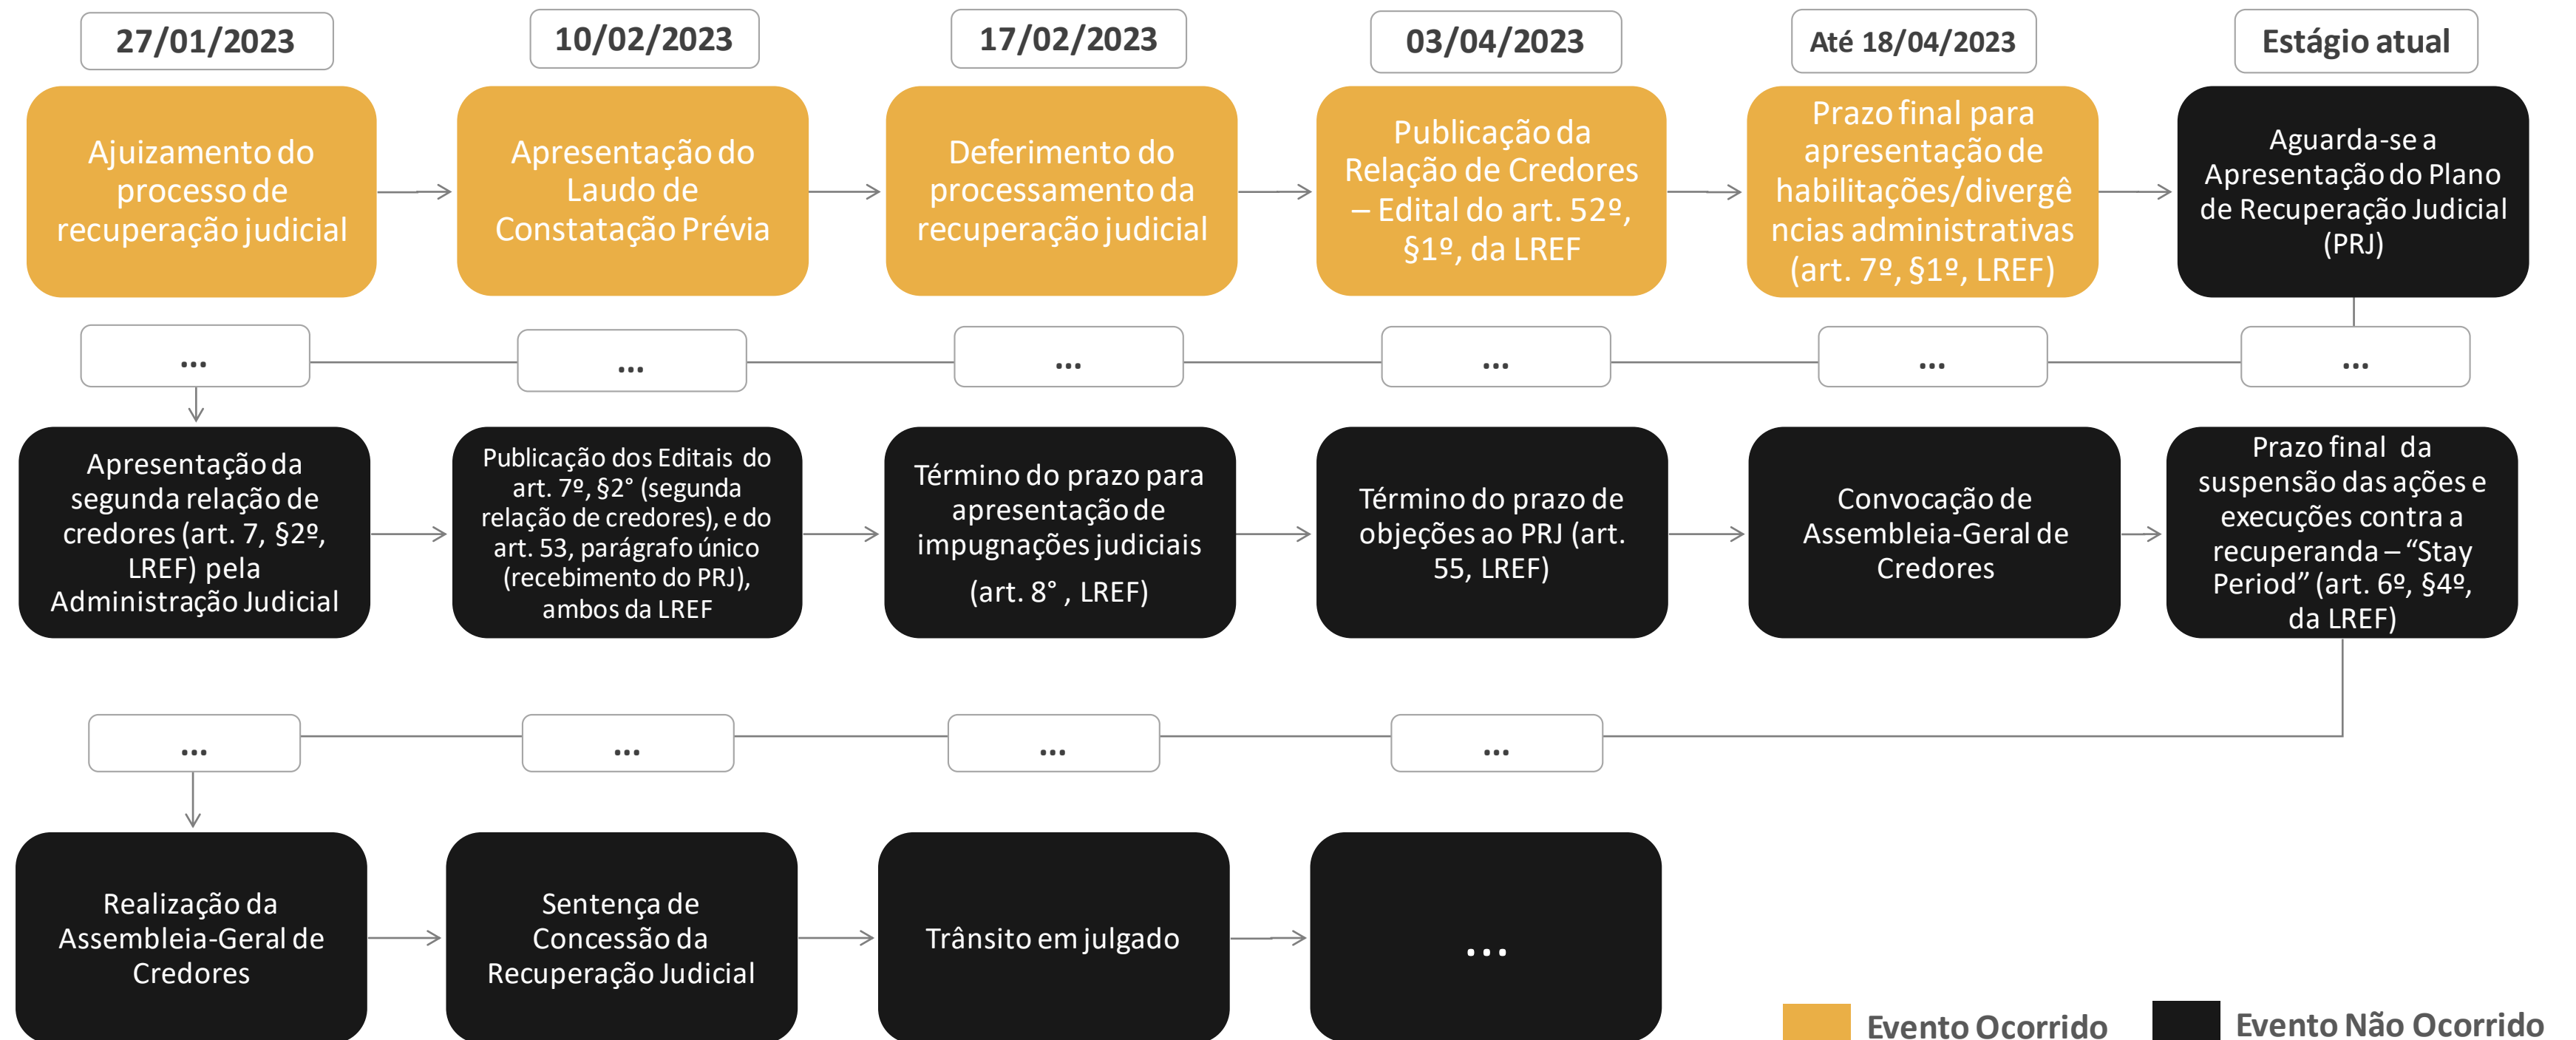 27/01/2023
10/02/2023
17/02/2023
03/04/2023
Até 18/04/2023
Estágio atual
Ajuizamento do
processo de
recuperação judicial
Apresentação do
Laudo de
Constatação Prévia
Deferimento do
processamento da
recuperação judicial
Publicação da
Relação de Credores
– Edital do art. 52º,
§1º, da LREF
Prazo final para
apresentação de
habilitações/divergê
ncias administrativas
(art. 7º, §1º, LREF)
Aguarda-se a
Apresentação do Plano
de Recuperação Judicial
(PRJ)
...
...
...
...
...
...
Apresentação da
segunda relação de
credores (art. 7, §2º,
LREF) pela
Administração Judicial
Publicação dos Editais do
art. 7º, §2° (segunda
relação de credores), e do
art. 53, parágrafo único
(recebimento do PRJ),
ambos da LREF
Término do prazo para
apresentação de
impugnações judiciais
(art. 8° , LREF)
Término do prazo de
objeções ao PRJ (art.
55, LREF)
Convocação de
Assembleia-Geral de
Credores
Prazo final da
suspensão das ações e
execuções contra a
recuperanda – “Stay
Period” (art. 6º, §4º,
da LREF)
...
...
...
...
Realização da
Assembleia-Geral de
Credores
Sentença de
Concessão da
Recuperação Judicial
Trânsito em julgado
...
Evento Ocorrido
Evento Não Ocorrido